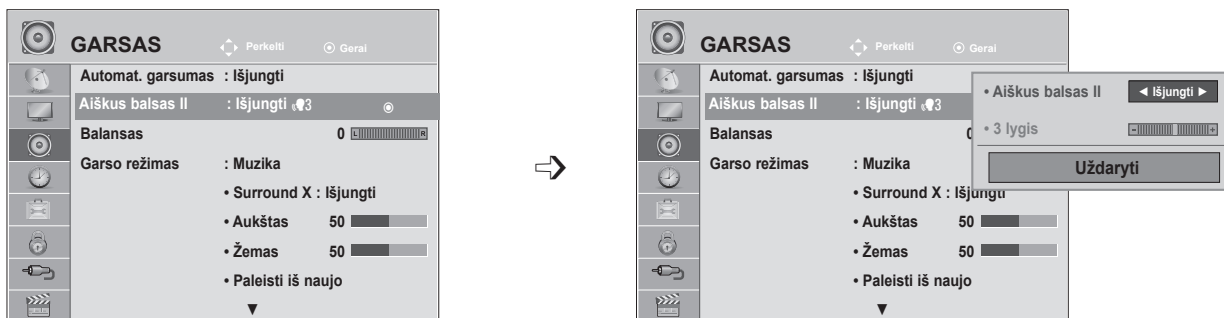 GARSAS Perkelti Gerai
Automat. garsumas : Išjungti
Aiškus balsas II : Išjungti 3
Balansas 0 L R
Garso režimas : Muzika
• Surround X : Išjungti
• Aukštas 50
• Žemas 50
• Paleisti iš naujo
▼
GARSAS Perkelti Gerai
Automat. garsumas : Išjungti
Aiškus balsas II : Išjungti 3
Balansas
Garso režimas : Muzika
• Surround X : Išjungti
• Aukštas 50
• Žemas 50
• Paleisti iš naujo
▼
• Aiškus balsas II ◄ Išjungti ►
• 3 lygis - +
Uždaryti